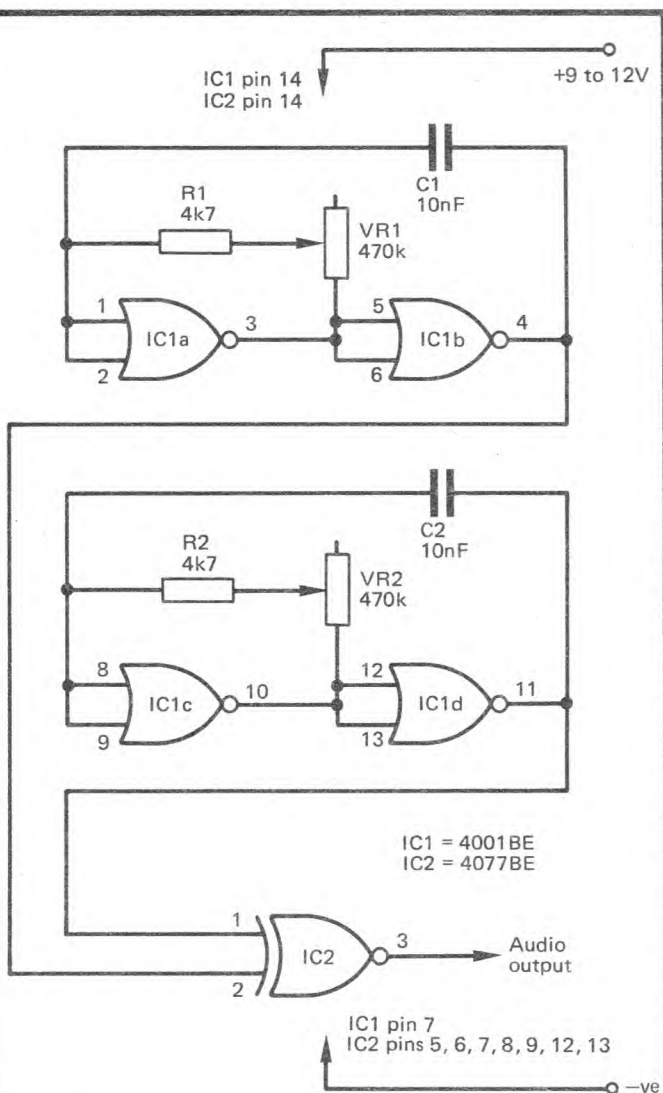 IC1 pin 14
IC2 pin 14
+9 to 12V
C1
10nF
R1
4k7
VR1
470k
1
2
IC1a
3
5
6
IC1b
4
C2
10nF
R2
4k7
VR2
470k
8
9
IC1c
10
12
13
IC1d
11
IC1 = 4001BE
IC2 = 4077BE
1
2
IC2
3
Audio
output
IC1 pin 7
IC2 pins 5, 6, 7, 8, 9, 12, 13
−ve